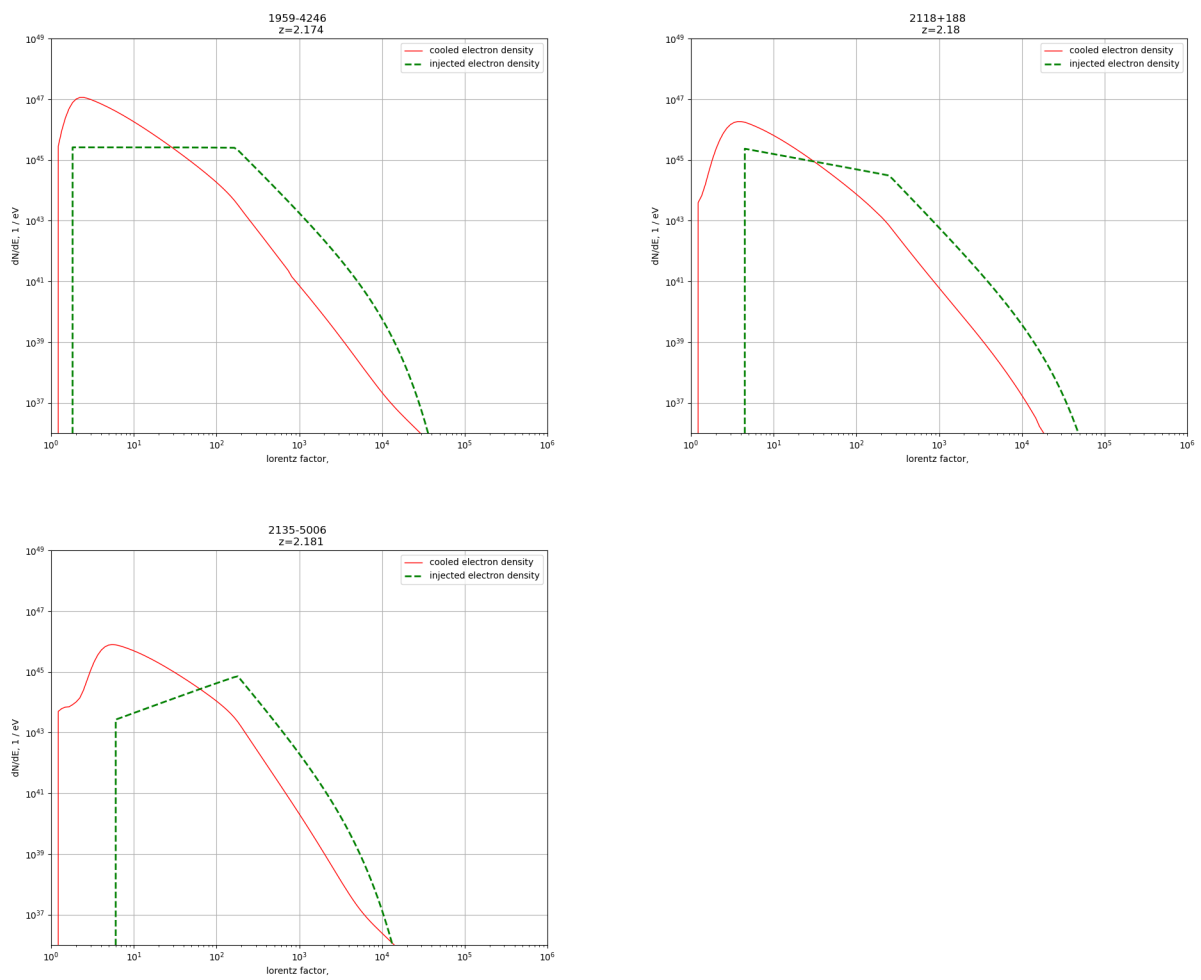 1959-4246
z=2.174
cooled electron density
injected electron density
dN/dE, 1 / eV
10^49
10^47
10^45
10^43
10^41
10^39
10^37
10^0 10^1 10^2 10^3 10^4 10^5 10^6
lorentz factor,
2118+188
z=2.18
cooled electron density
injected electron density
dN/dE, 1 / eV
10^49
10^47
10^45
10^43
10^41
10^39
10^37
10^0 10^1 10^2 10^3 10^4 10^5 10^6
lorentz factor,
2135-5006
z=2.181
cooled electron density
injected electron density
dN/dE, 1 / eV
10^49
10^47
10^45
10^43
10^41
10^39
10^37
10^0 10^1 10^2 10^3 10^4 10^5 10^6
lorentz factor,